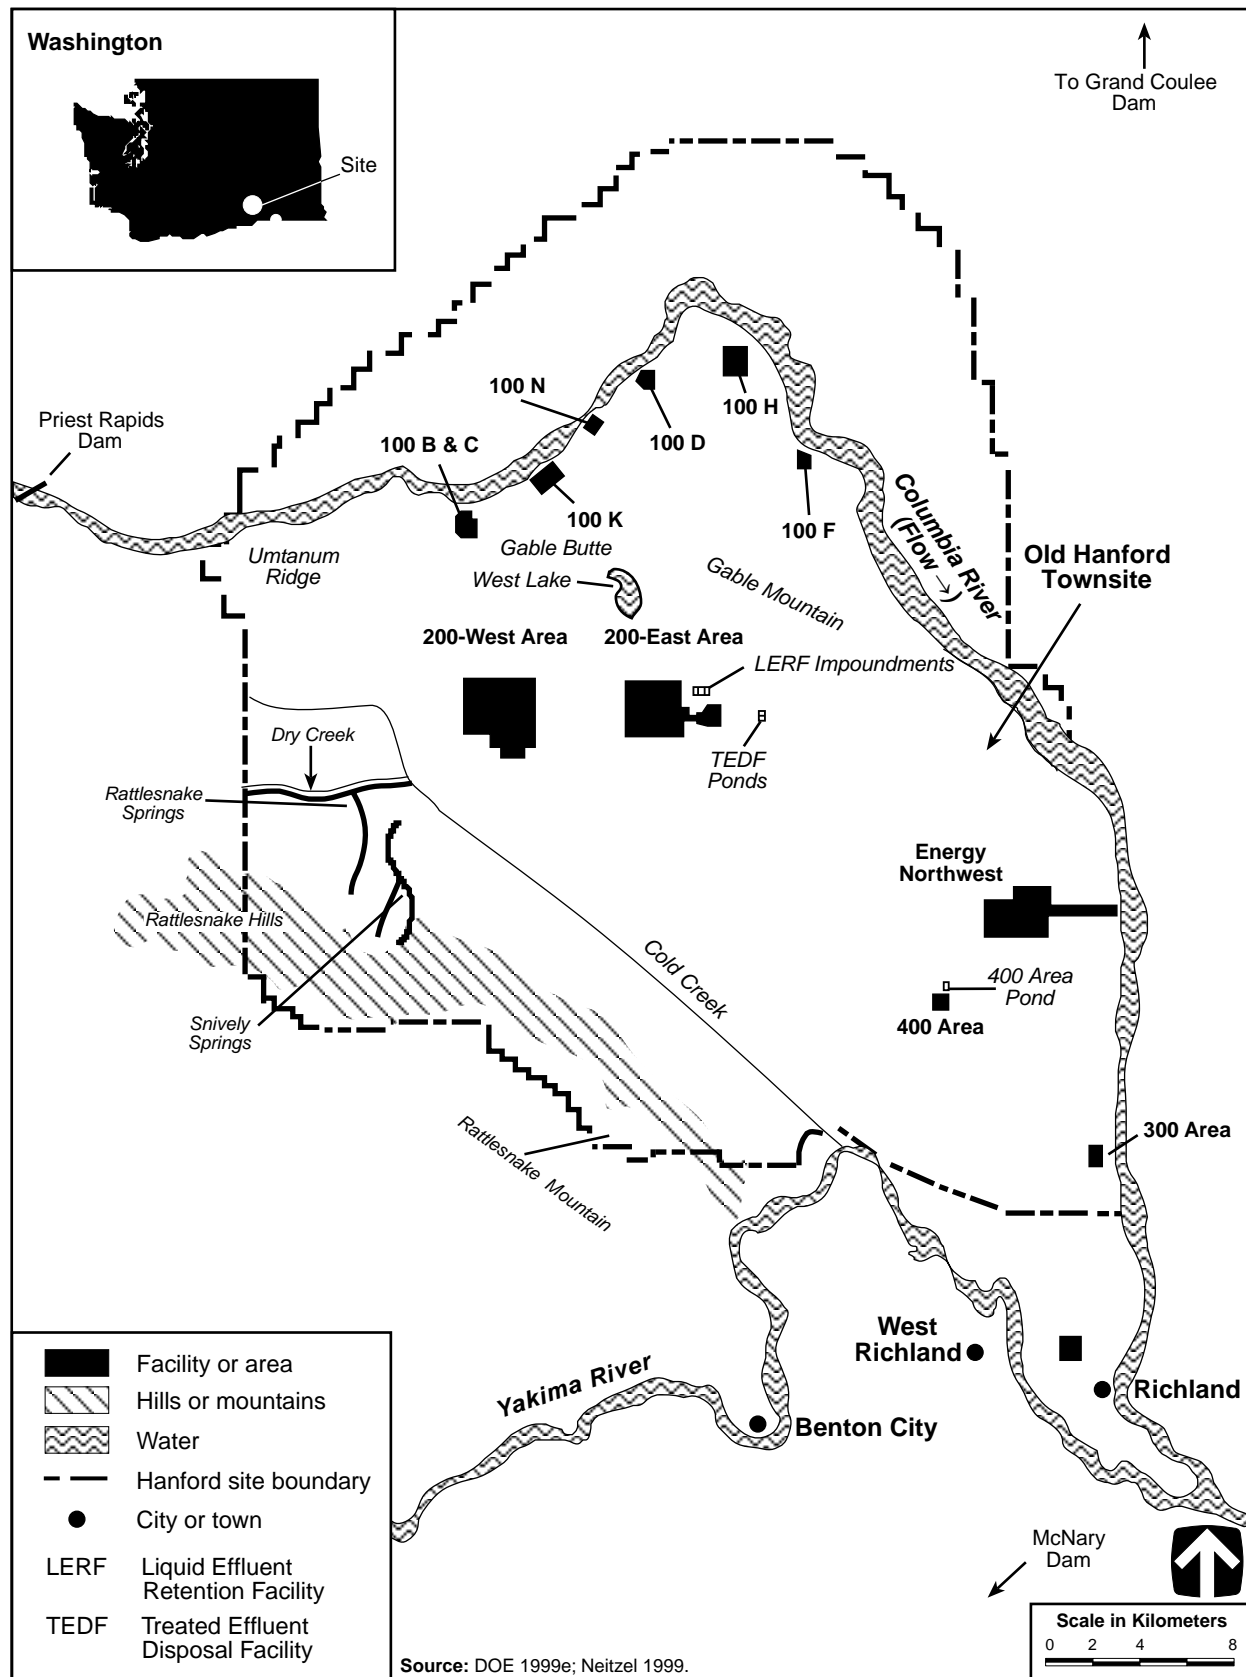 Washington
Site
To Grand Coulee
Dam
Priest Rapids
Dam
100 N
100 B & C
100 D
100 H
100 K
100 F
Umtanum
Ridge
Gable Butte
West Lake
Gable Mountain
Columbia River
(Flow →)
Old Hanford
Townsite
200-West Area
200-East Area
LERF Impoundments
TEDF
Ponds
Dry Creek
Rattlesnake
Springs
Rattlesnake Hills
Snively
Springs
Cold Creek
Energy
Northwest
400 Area
Pond
400 Area
300 Area
Rattlesnake Mountain
West
Richland
Richland
Yakima River
Benton City
McNary
Dam
Facility or area
Hills or mountains
Water
Hanford site boundary
City or town
LERF Liquid Effluent
Retention Facility
TEDF Treated Effluent
Disposal Facility
Source: DOE 1999e; Neitzel 1999.
Scale in Kilometers
0 2 4 8